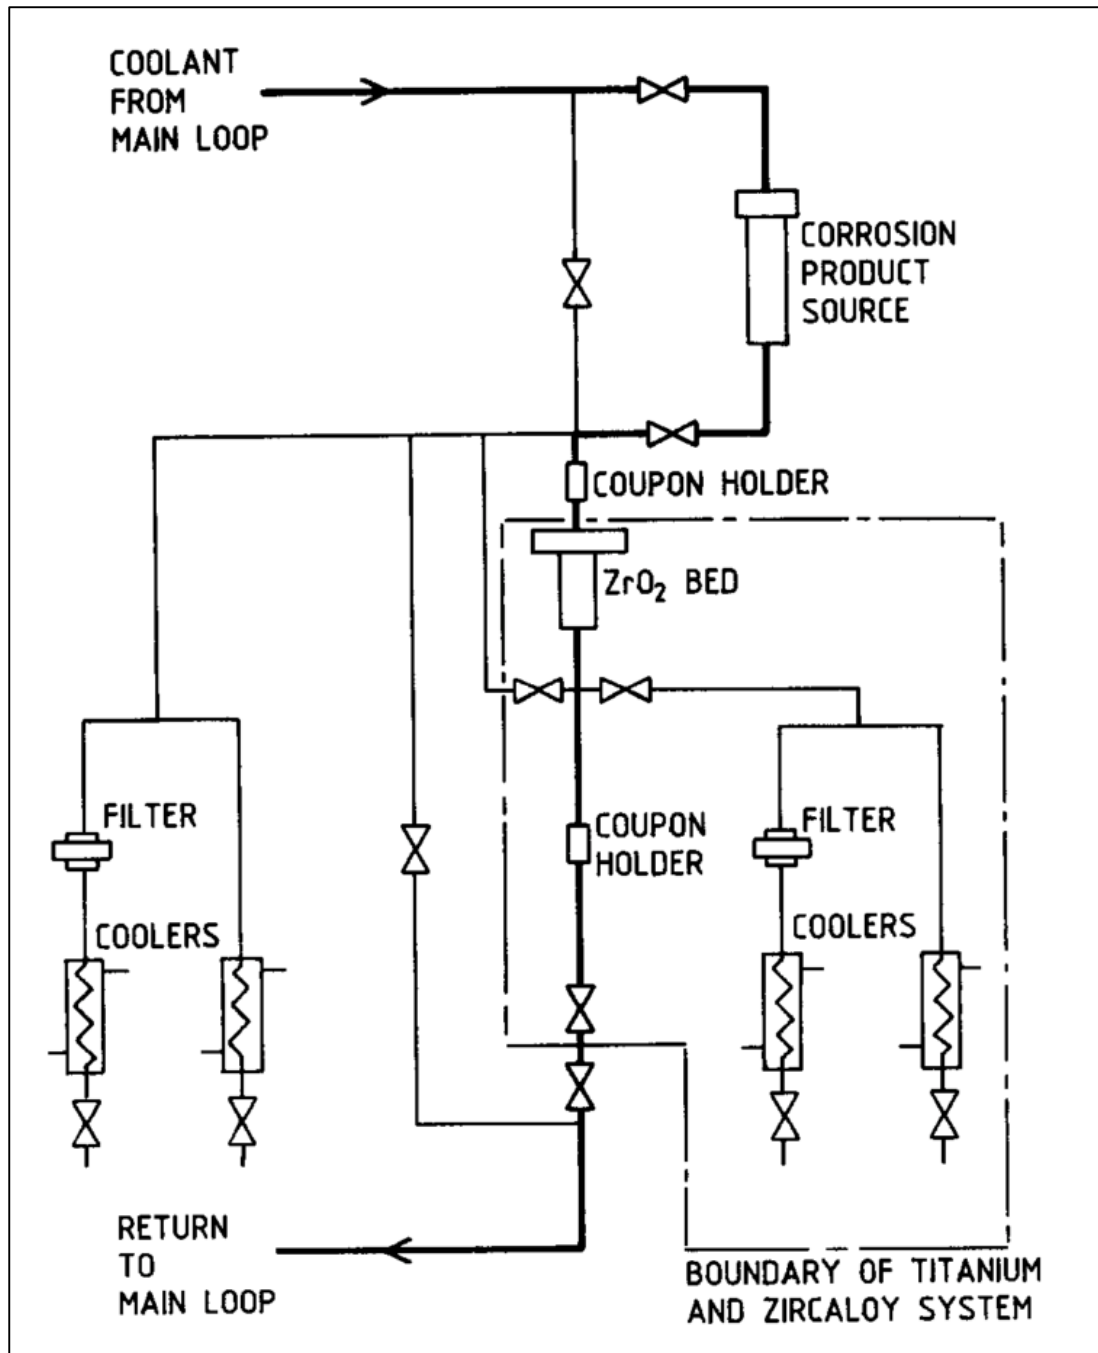 COOLANT
FROM
MAIN LOOP
CORROSION
PRODUCT
SOURCE
COUPON HOLDER
ZrO₂ BED
FILTER
COUPON
HOLDER
FILTER
COOLERS
COOLERS
RETURN
TO
MAIN LOOP
BOUNDARY OF TITANIUM
AND ZIRCALOY SYSTEM